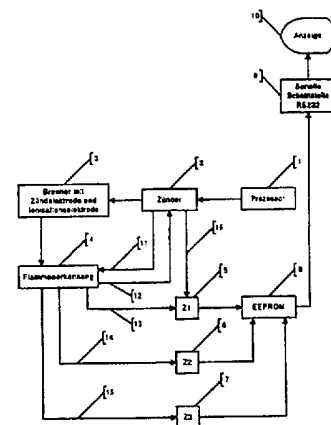 10
Anzeige
9
Serielle
Schnittstelle
RS232
3
2
1
Brenner mit
Zündelektrode und
Ionisationselektrode
Zünder
Prozessor
4
11
16
5
8
Flammenerkennung
12
Z1
EEPROM
13
6
14
Z2
7
15
Z3